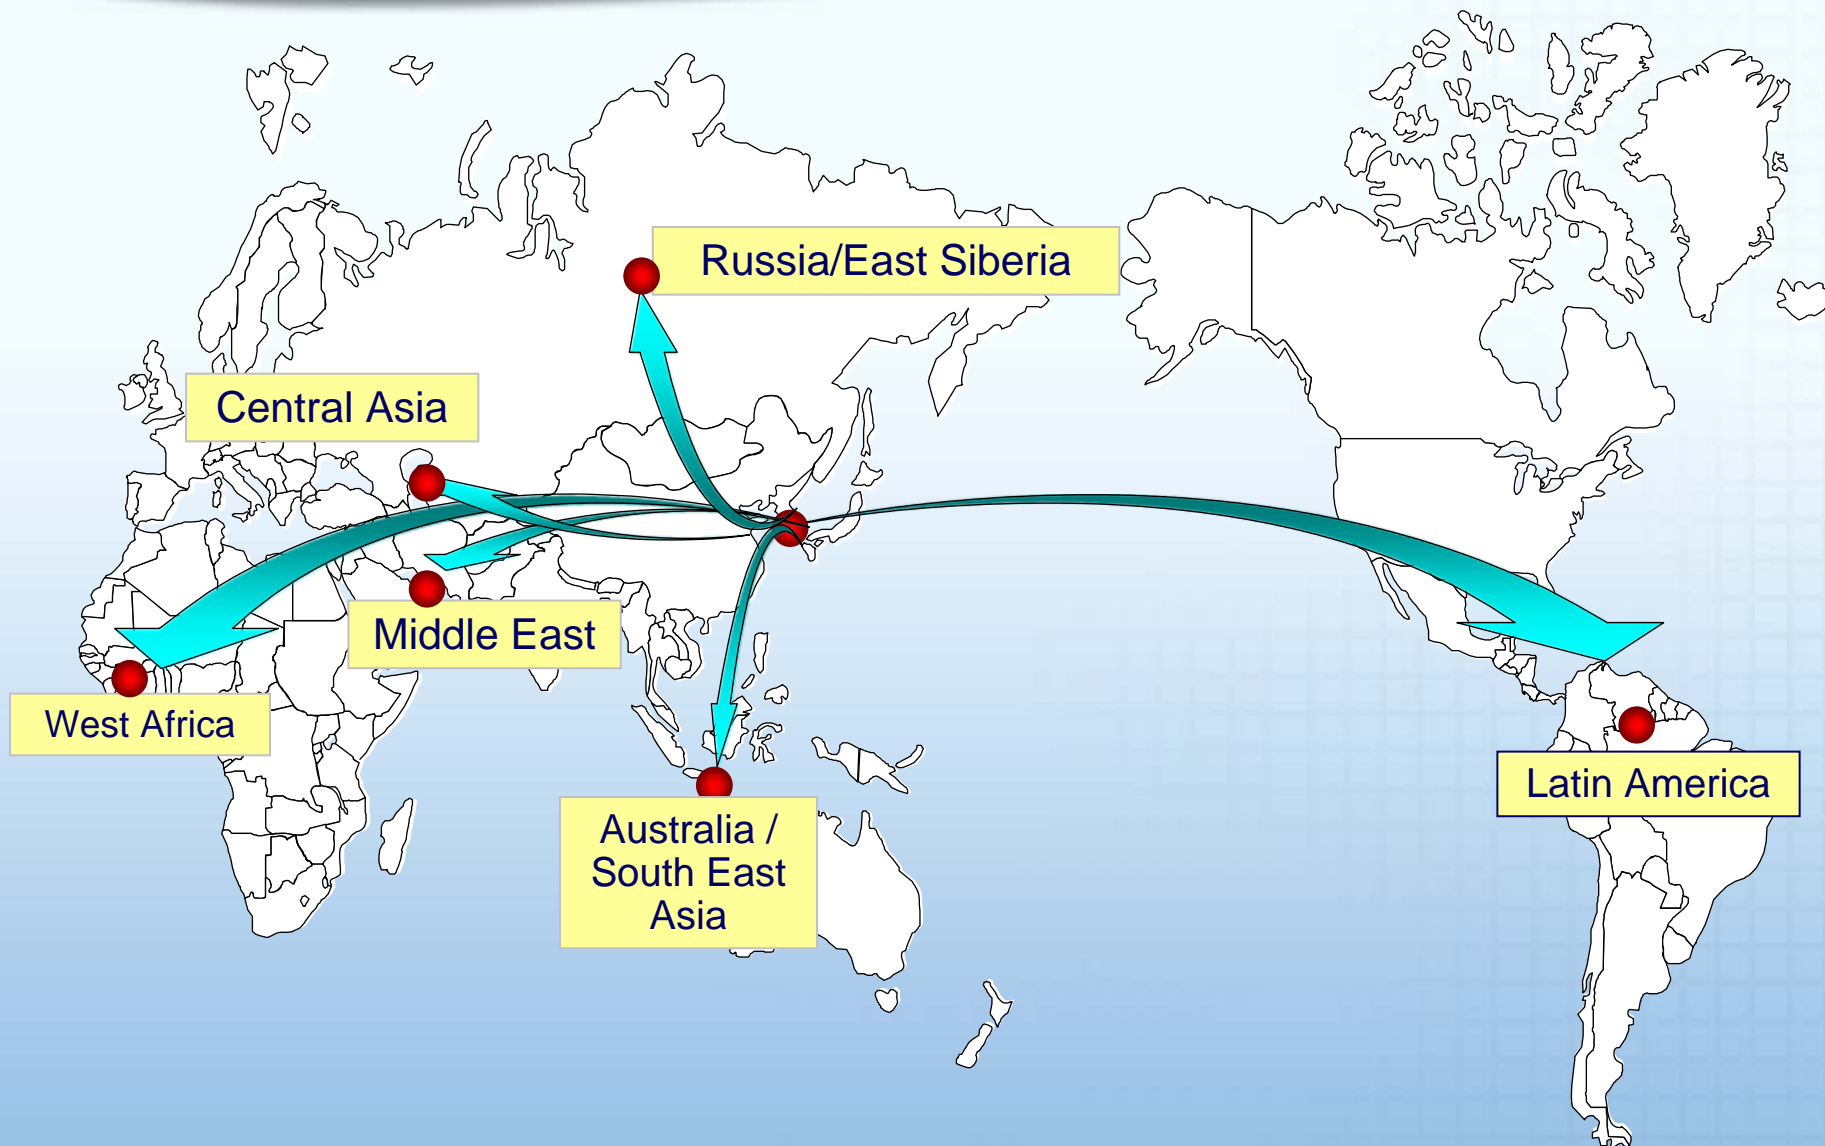 Russia/East Siberia
Central Asia
Middle East
West Africa
Latin America
Australia /
South East
Asia